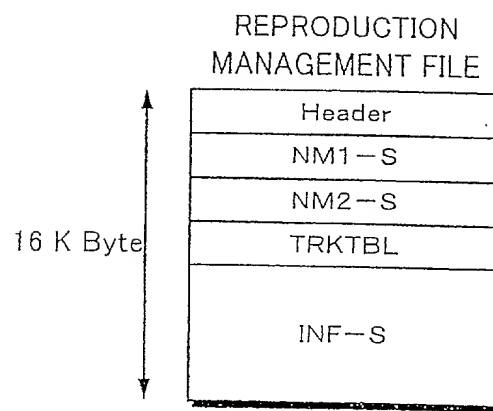 REPRODUCTION
MANAGEMENT FILE
Header
NM1-S
NM2-S
TRKTBL
16 K Byte
INF-S